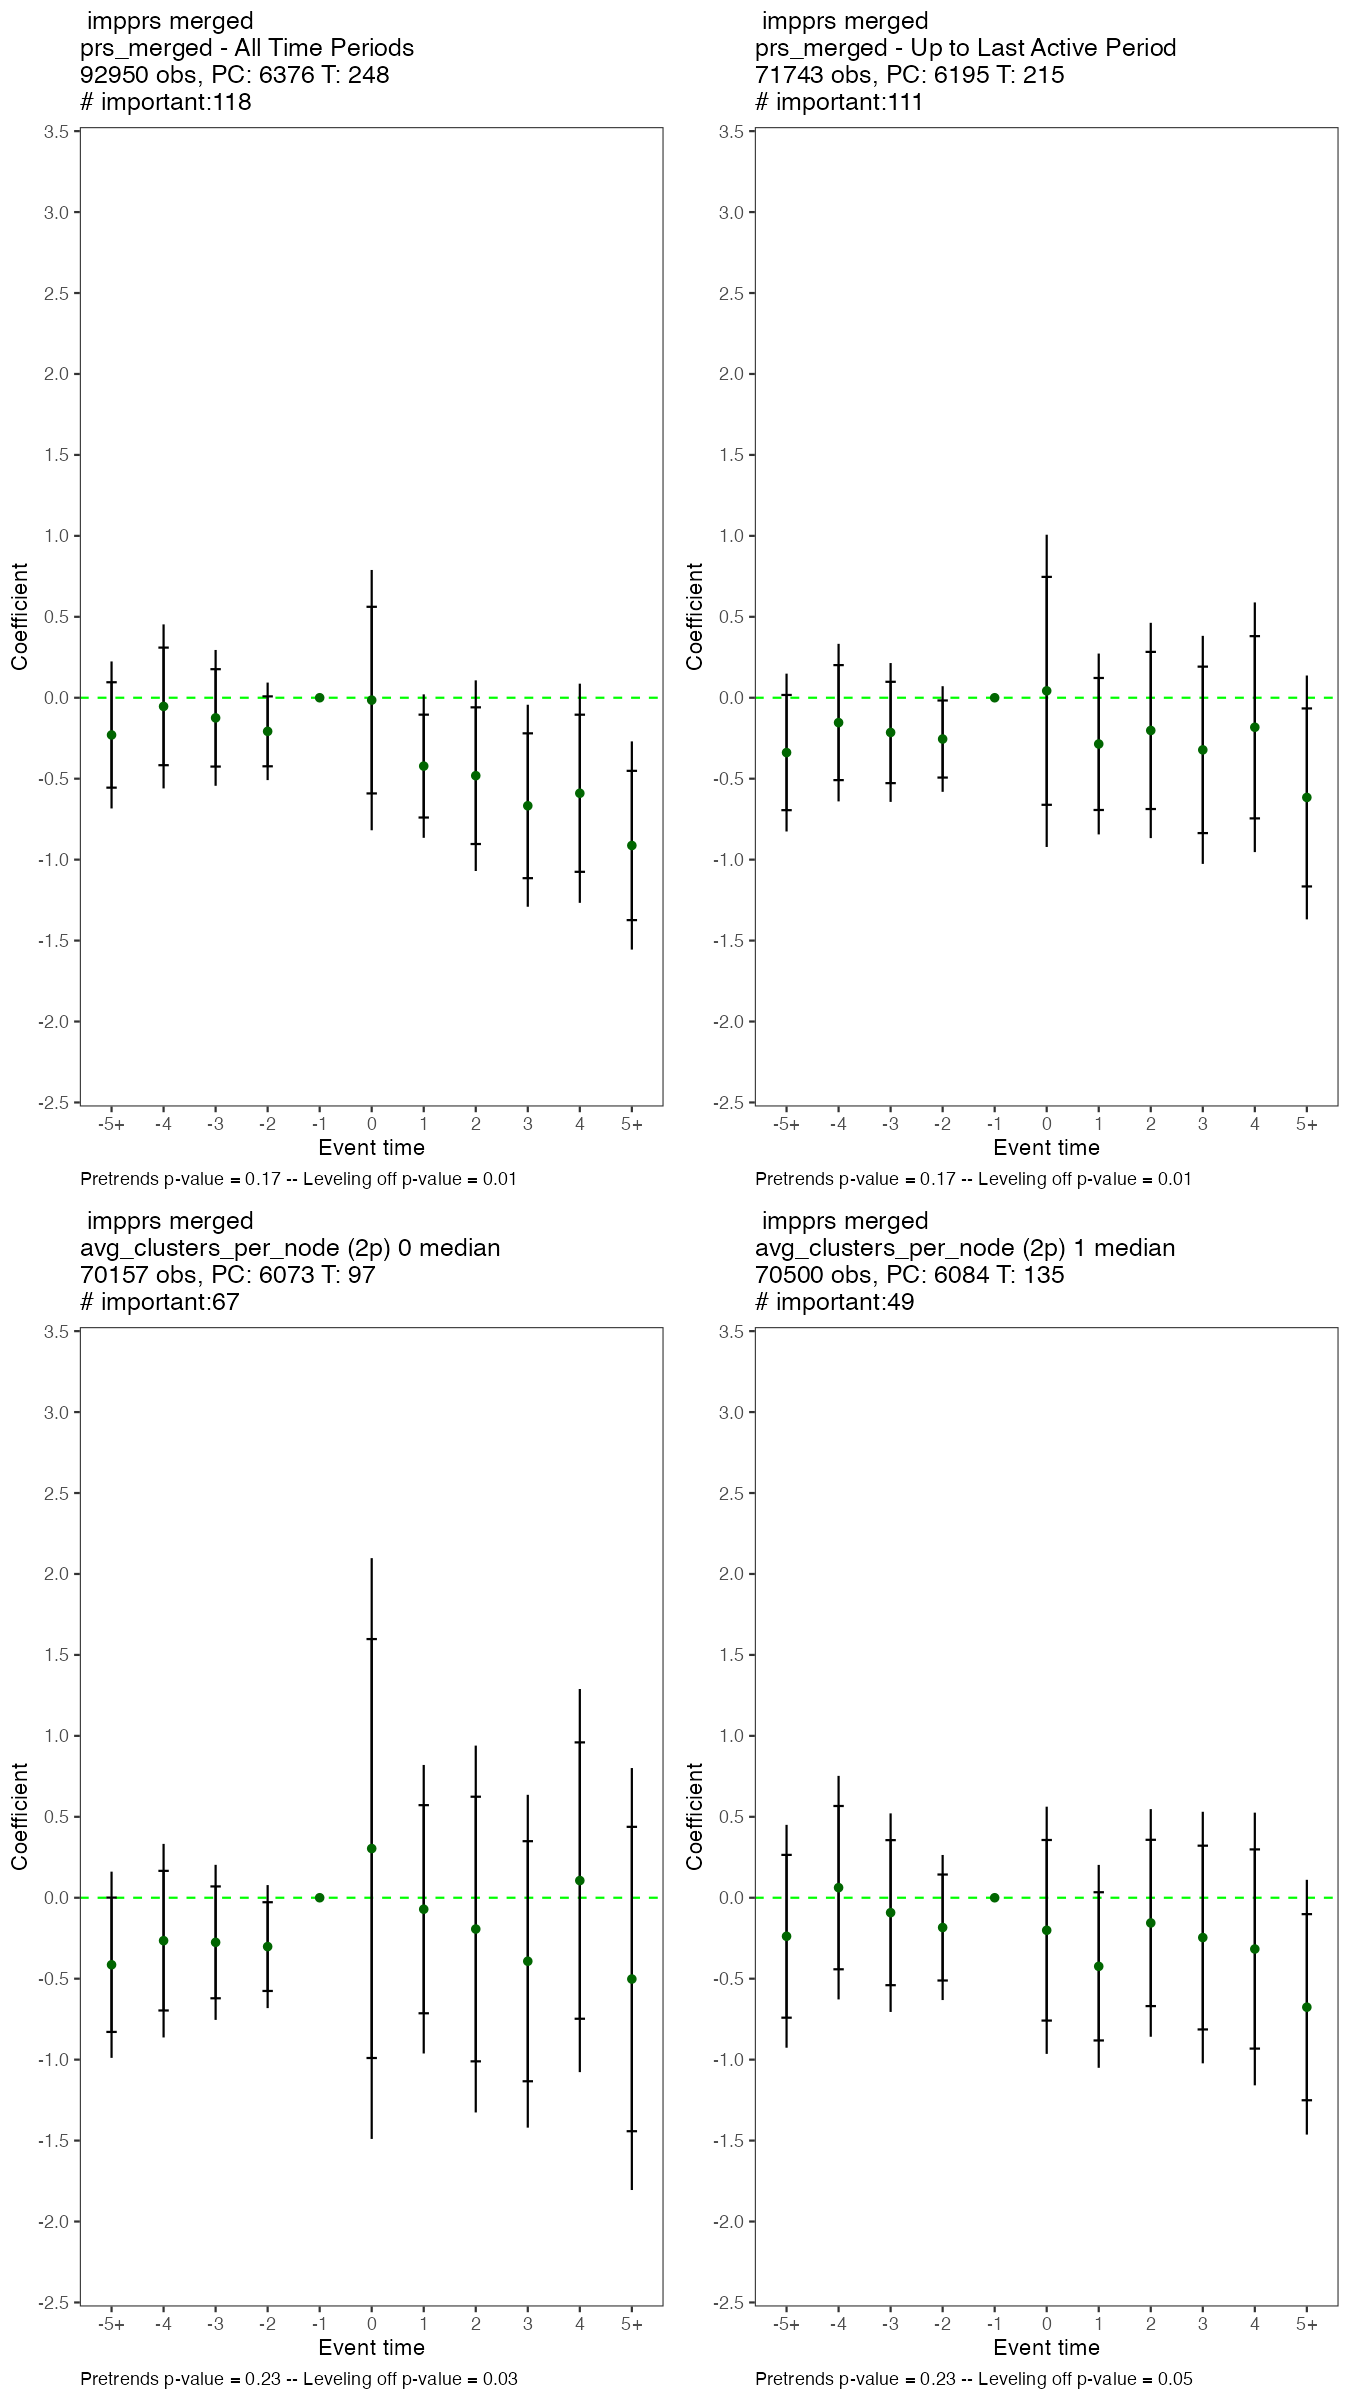 impprs merged
prs_merged - All Time Periods
92950 obs, PC: 6376 T: 248
# important:118
3.5
3.0
2.5
2.0
1.5
1.0
0.5
0.0
-0.5
-1.0
-1.5
-2.0
-2.5
Coefficient
-5+ -4 -3 -2 -1 0 1 2 3 4 5+
Event time
Pretrends p-value = 0.17 -- Leveling off p-value = 0.01
impprs merged
prs_merged - Up to Last Active Period
71743 obs, PC: 6195 T: 215
# important:111
3.5
3.0
2.5
2.0
1.5
1.0
0.5
0.0
-0.5
-1.0
-1.5
-2.0
-2.5
Coefficient
-5+ -4 -3 -2 -1 0 1 2 3 4 5+
Event time
Pretrends p-value = 0.17 -- Leveling off p-value = 0.01
impprs merged
avg_clusters_per_node (2p) 0 median
70157 obs, PC: 6073 T: 97
# important:67
3.5
3.0
2.5
2.0
1.5
1.0
0.5
0.0
-0.5
-1.0
-1.5
-2.0
-2.5
Coefficient
-5+ -4 -3 -2 -1 0 1 2 3 4 5+
Event time
Pretrends p-value = 0.23 -- Leveling off p-value = 0.03
impprs merged
avg_clusters_per_node (2p) 1 median
70500 obs, PC: 6084 T: 135
# important:49
3.5
3.0
2.5
2.0
1.5
1.0
0.5
0.0
-0.5
-1.0
-1.5
-2.0
-2.5
Coefficient
-5+ -4 -3 -2 -1 0 1 2 3 4 5+
Event time
Pretrends p-value = 0.23 -- Leveling off p-value = 0.05